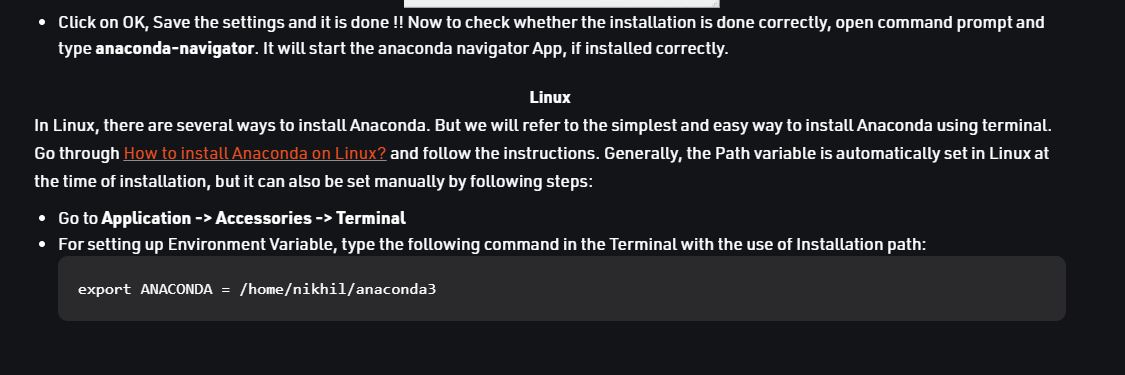 Click on OK, Save the settings and it is done !! Now to check whether the installation is done correctly, open command prompt and
type anaconda-navigator. It will start the anaconda navigator App, if installed correctly.
Linux
In Linux, there are several ways to install Anaconda. But we will refer to the simplest and easy way to install Anaconda using terminal.
Go through How to install Anaconda on Linux? and follow the instructions. Generally, the Path variable is automatically set in Linux at
the time of installation, but it can also be set manually by following steps:
Go to Application -> Accessories -> Terminal
For setting up Environment Variable, type the following command in the Terminal with the use of Installation path:
export ANACONDA = /home/nikhil/anaconda3